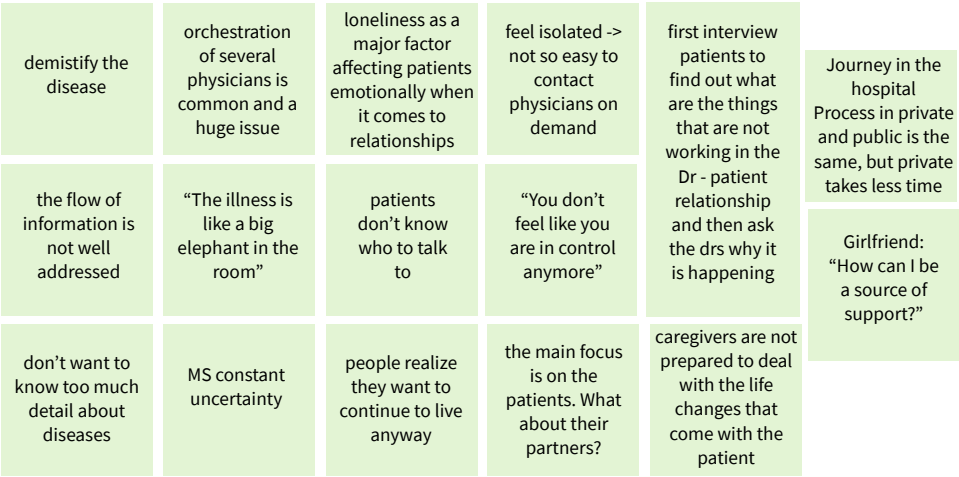 demistify the
disease
orchestration
of several
physicians is
common and a
huge issue
loneliness as a
major factor
affecting patients
emotionally when
it comes to
relationships
feel isolated ->
not so easy to
contact
physicians on
demand
first interview
patients to
find out what
are the things
that are not
working in the
Dr - patient
relationship
and then ask
the drs why it
is happening
Journey in the
hospital
Process in private
and public is the
same, but private
takes less time
the flow of
information is
not well
addressed
“The illness is
like a big
elephant in the
room”
patients
don’t know
who to talk
to
“You don’t
feel like you
are in control
anymore”
Girlfriend:
“How can I be
a source of
support?”
don’t want to
know too much
detail about
diseases
MS constant
uncertainty
people realize
they want to
continue to live
anyway
the main focus
is on the
patients. What
about their
partners?
caregivers are not
prepared to deal
with the life
changes that
come with the
patient